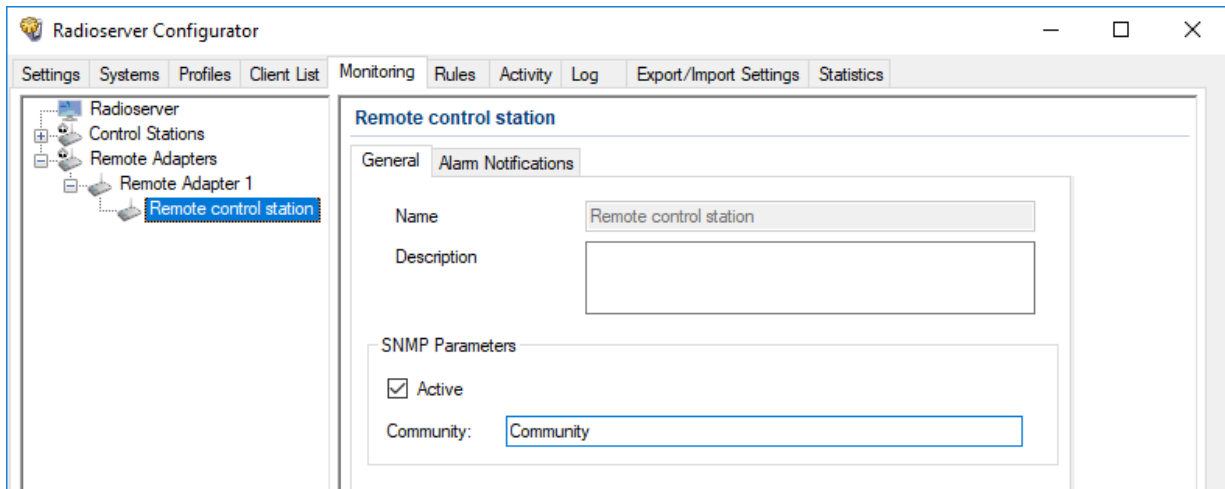 Radioserver Configurator
Settings Systems Profiles Client List Monitoring Rules Activity Log Export/Import Settings Statistics
Radioserver
Control Stations
Remote Adapters
Remote Adapter 1
Remote control station
Remote control station
General Alarm Notifications
Name Remote control station
Description
SNMP Parameters
Active
Community: Community